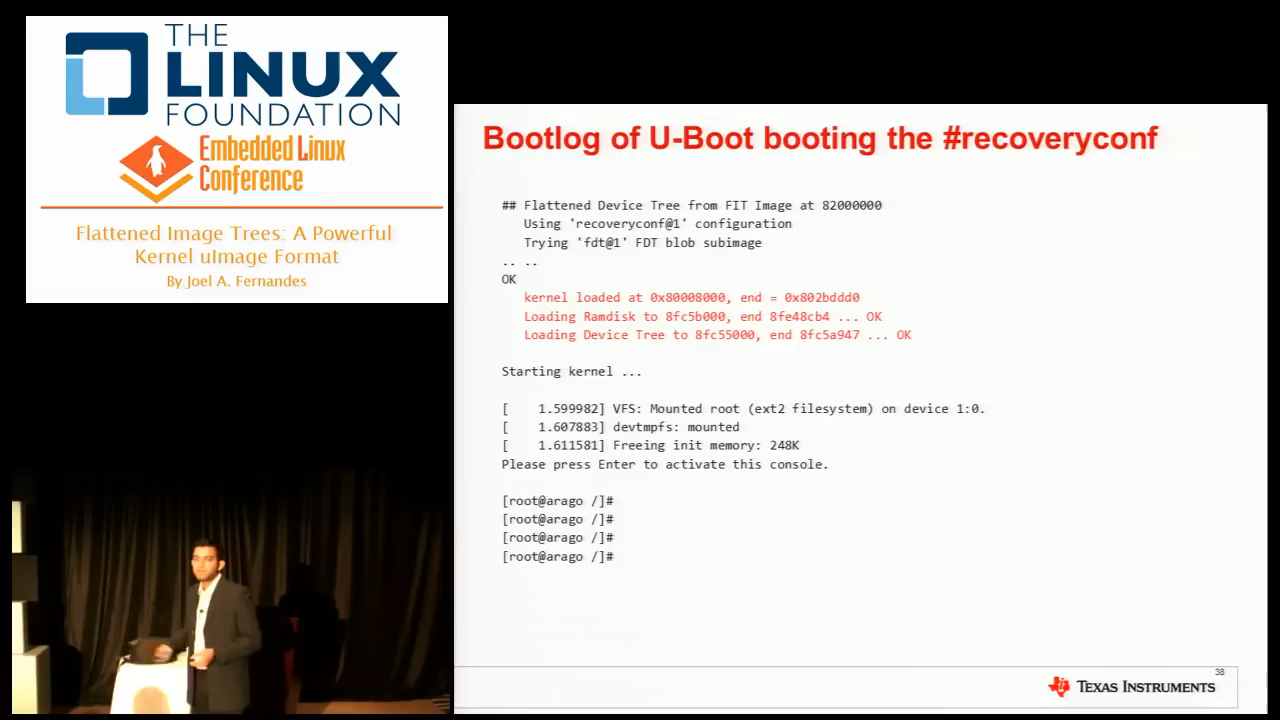 THE
LINUX
FOUNDATION
Embedded Linux
Conference
Flattened Image Trees: A Powerful
Kernel uImage Format
By Joel A. Fernandes
Bootlog of U-Boot booting the #recoveryconf
## Flattened Device Tree from FIT Image at 82000000
Using 'recoveryconf@1' configuration
Trying 'fdt@1' FDT blob subimage
.. ..
OK
kernel loaded at 0x80008000, end = 0x802bddd0
Loading Ramdisk to 8fc5b000, end 8fe48cb4 ... OK
Loading Device Tree to 8fc55000, end 8fc5a947 ... OK
Starting kernel ...
[    1.599982] VFS: Mounted root (ext2 filesystem) on device 1:0.
[    1.607883] devtmpfs: mounted
[    1.611581] Freeing init memory: 248K
Please press Enter to activate this console.
[root@arago /]#
[root@arago /]#
[root@arago /]#
[root@arago /]#
38
TEXAS INSTRUMENTS